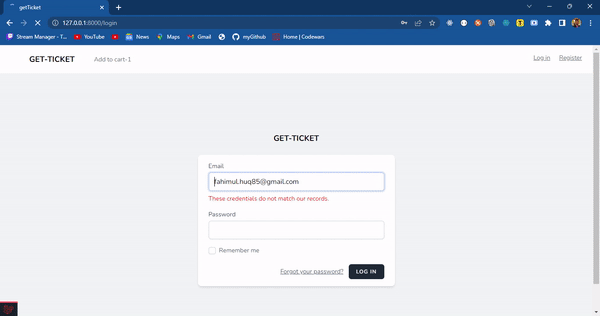 getTicket
127.0.0.1:8000/login
Stream Manager - T...
YouTube
News
Maps
Gmail
myGithub
Home | Codewars
GET-TICKET
Add to cart-1
Log in
Register
GET-TICKET
Email
fahimul.huq85@gmail.com
These credentials do not match our records.
Password
Remember me
Forgot your password?
LOG IN